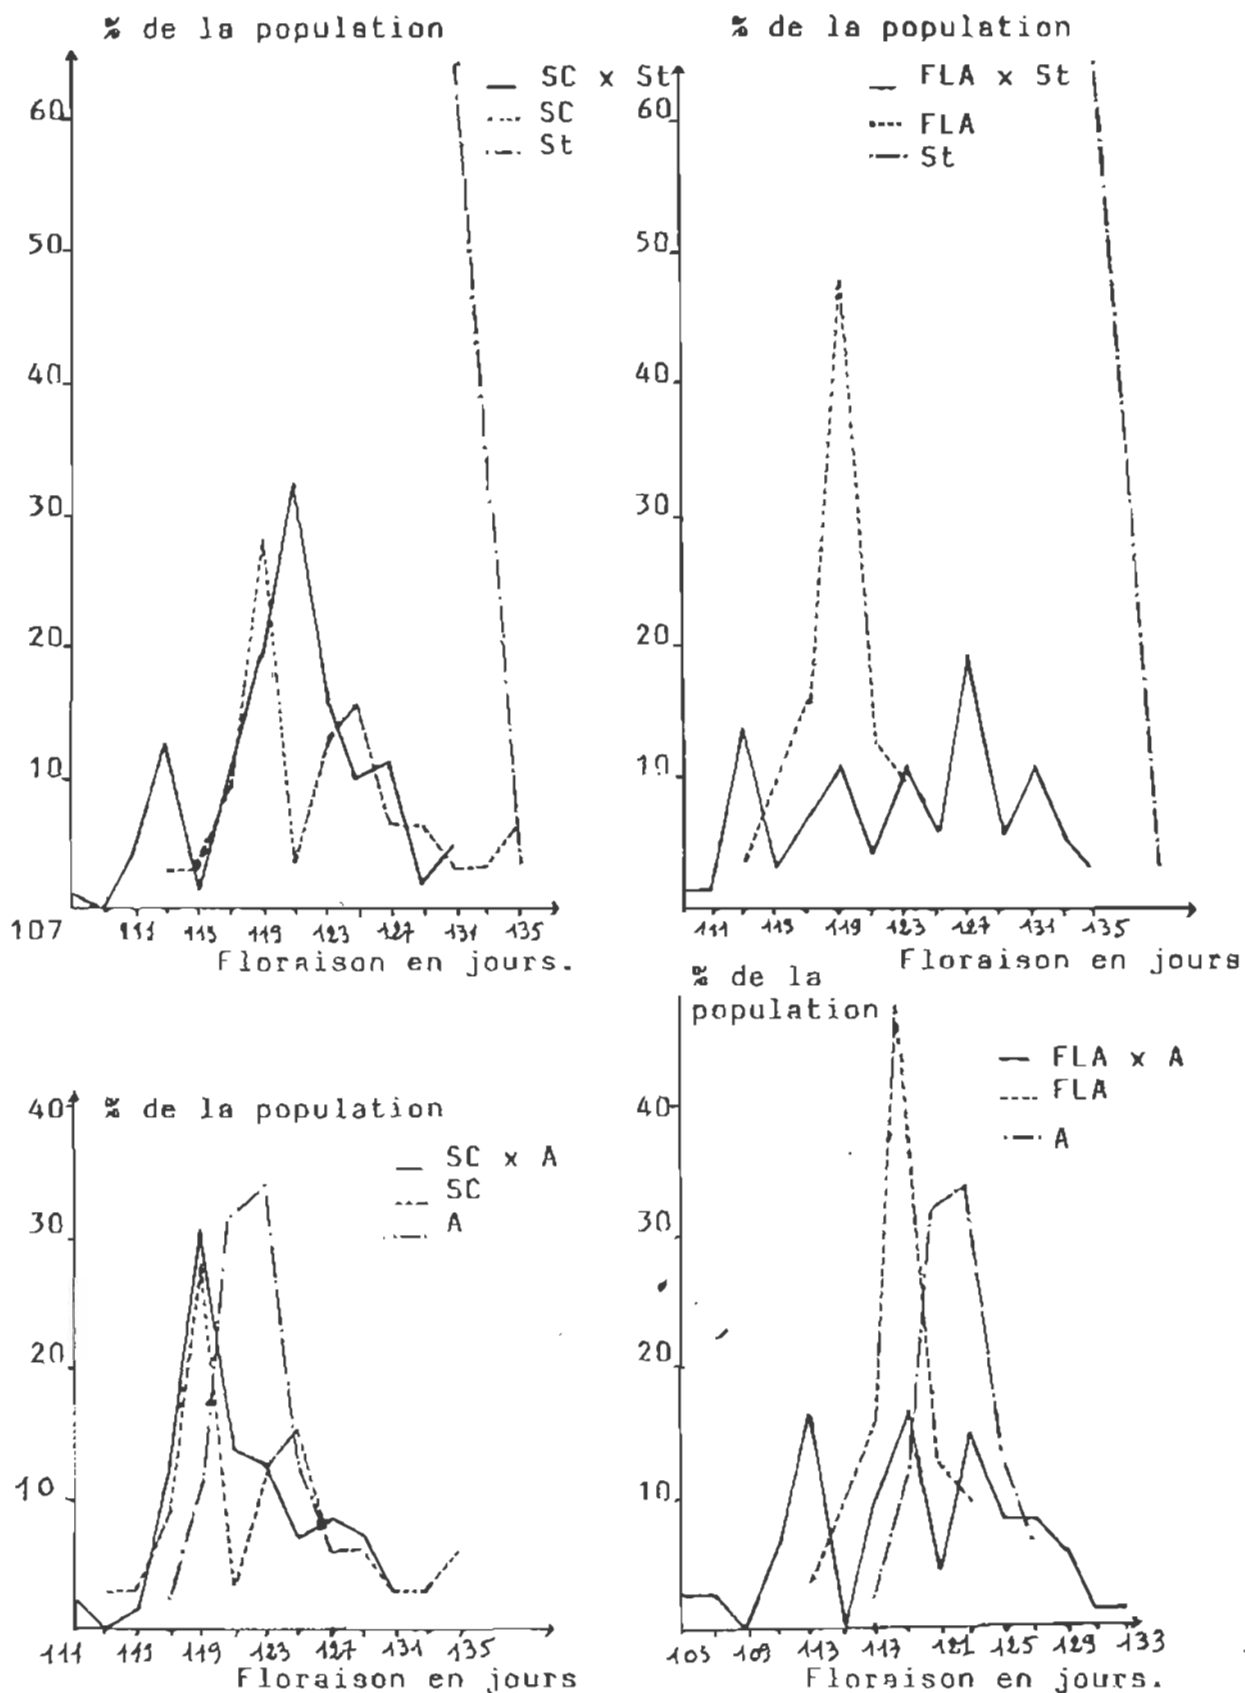 % de la population
SC x St
SC
St
60
50
40
30
20
10
107 111 115 119 123 127 131 135
Floraison en jours.
% de la population
FLA x St
FLA
St
60
50
40
30
20
10
111 115 119 123 127 131 135
Floraison en jours
% de la population
SC x A
SC
A
40
30
20
10
111 115 119 123 127 131 135
Floraison en jours
% de la
population
FLA x A
FLA
A
40
30
20
10
105 109 113 117 121 125 129 133
Floraison en jours.